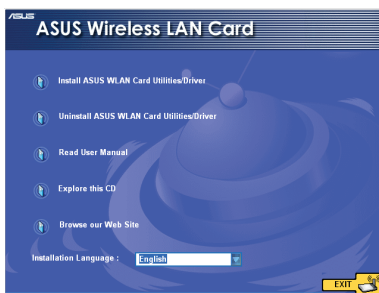 ASUS
ASUS Wireless LAN Card
Install ASUS WLAN Card Utilities/Driver
Uninstall ASUS WLAN Card Utilities/Driver
Read User Manual
Explore this CD
Browse our Web Site
Installation Language : English
EXIT